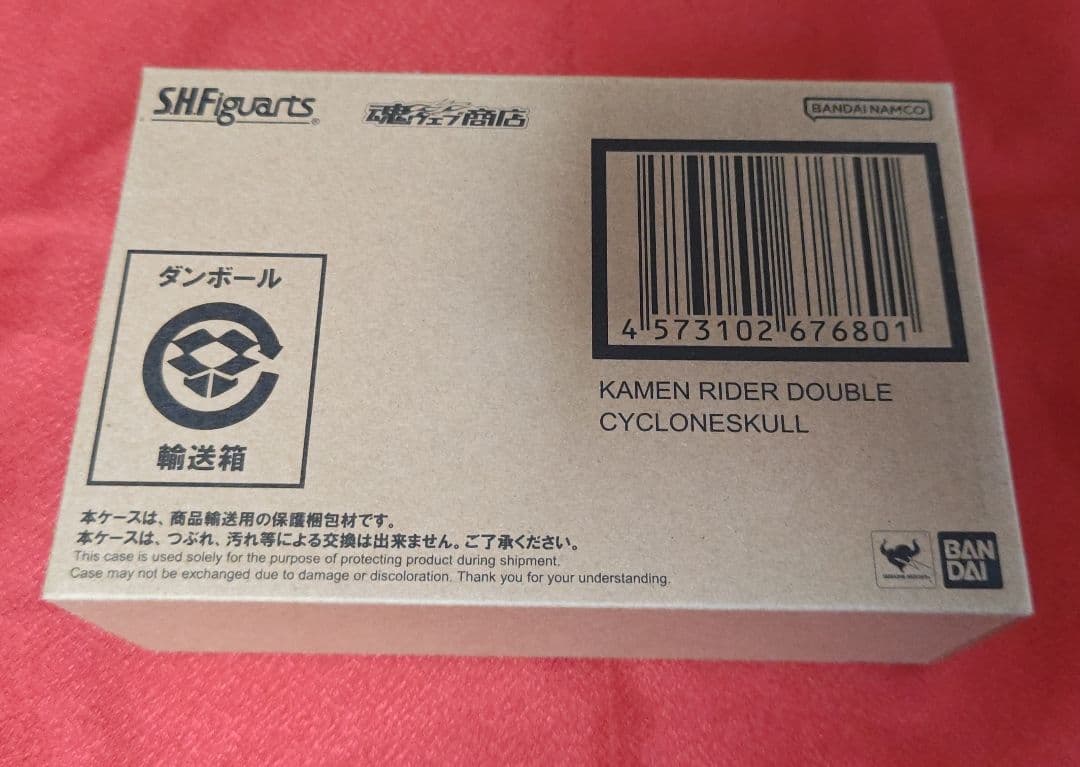 S.H.Figuarts®
魂ウェブ商店
BANDAI NAMCO
4 573102 676801
KAMEN RIDER DOUBLE
CYCLONESKULL
ダンボール
輸送箱
本ケースは、商品輸送用の保護梱包材です。
本ケースは、つぶれ、汚れ等による交換は出来ません。ご了承ください。
This case is used solely for the purpose of protecting product during shipment.
Case may not be exchanged due to damage or discoloration. Thank you for your understanding.
BAN
DAI